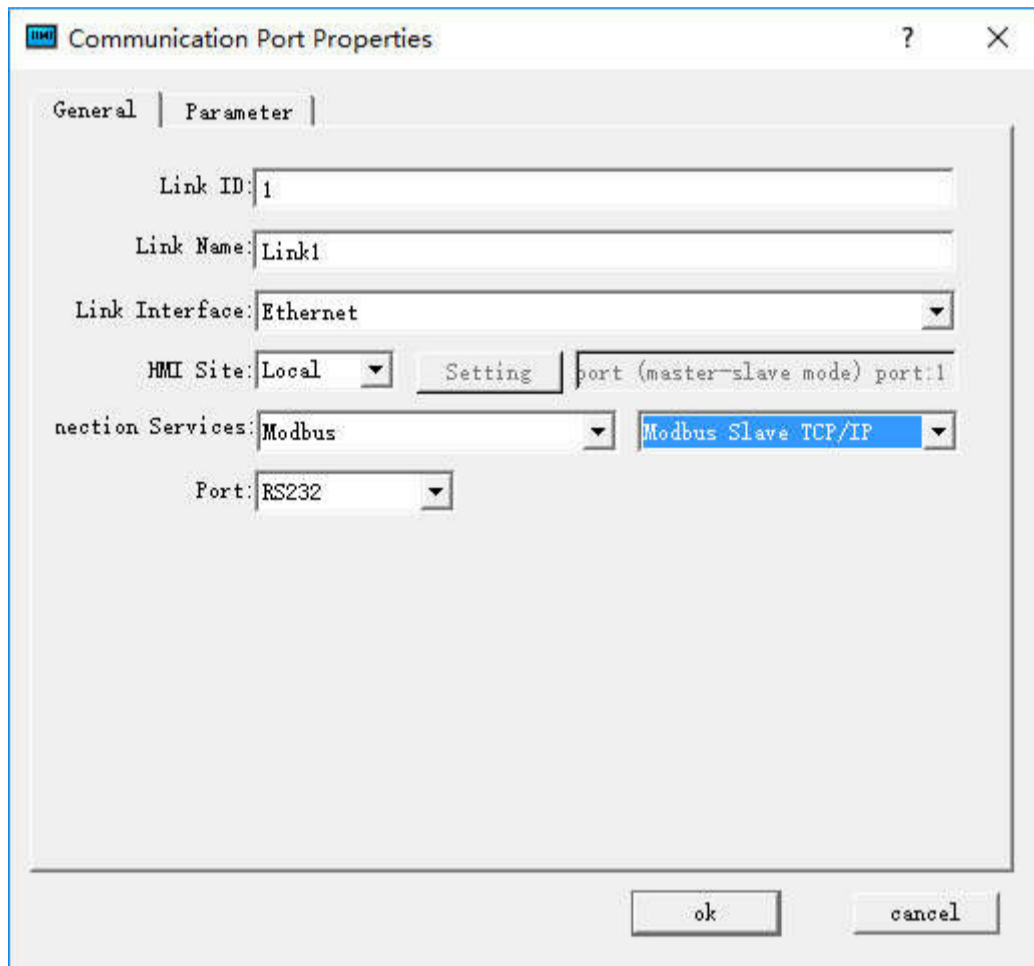 HMI Communication Port Properties ? ×
General Parameter
Link ID: 1
Link Name: Link1
Link Interface: Ethernet
HMI Site: Local Setting port (master-slave mode) port:1
nection Services: Modbus Modbus Slave TCP/IP
Port: RS232
ok cancel